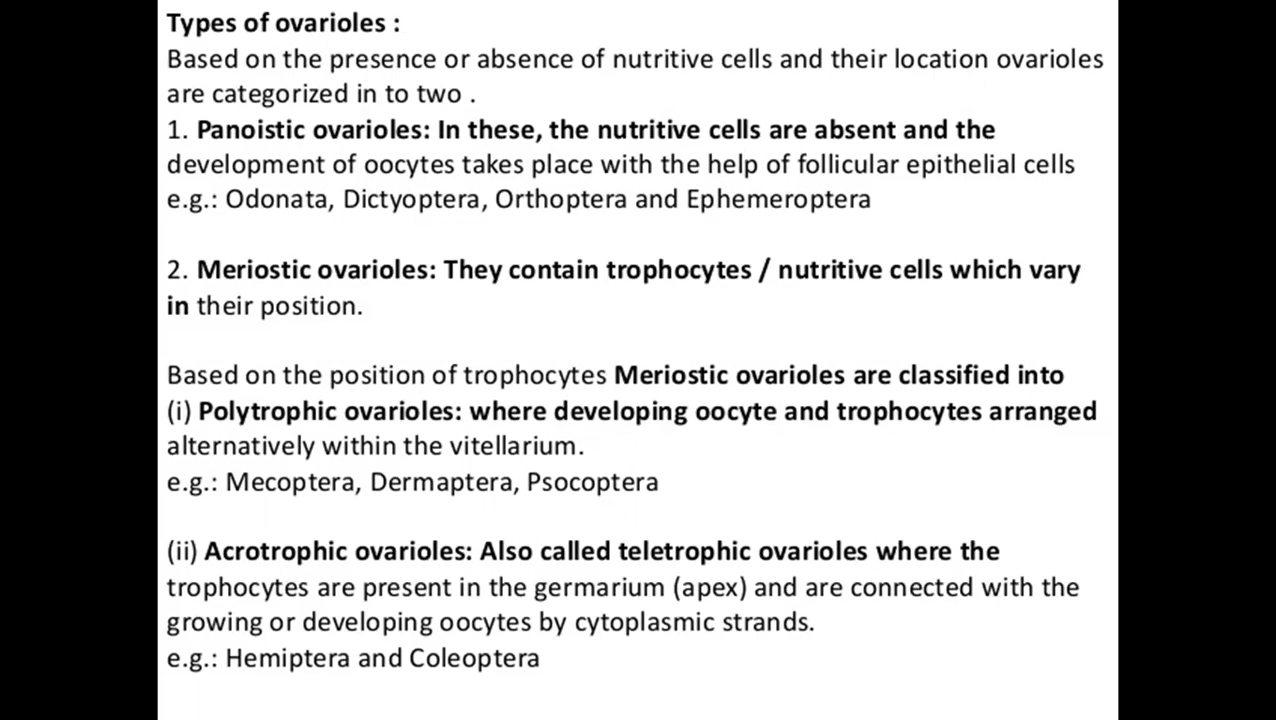 Types of ovarioles :
Based on the presence or absence of nutritive cells and their location ovarioles
are categorized in to two .
1. Panoistic ovarioles: In these, the nutritive cells are absent and the
development of oocytes takes place with the help of follicular epithelial cells
e.g.: Odonata, Dictyoptera, Orthoptera and Ephemeroptera
2. Meriostic ovarioles: They contain trophocytes / nutritive cells which vary
in their position.
Based on the position of trophocytes Meriostic ovarioles are classified into
(i) Polytrophic ovarioles: where developing oocyte and trophocytes arranged
alternatively within the vitellarium.
e.g.: Mecoptera, Dermaptera, Psocoptera
(ii) Acrotrophic ovarioles: Also called teletrophic ovarioles where the
trophocytes are present in the germarium (apex) and are connected with the
growing or developing oocytes by cytoplasmic strands.
e.g.: Hemiptera and Coleoptera